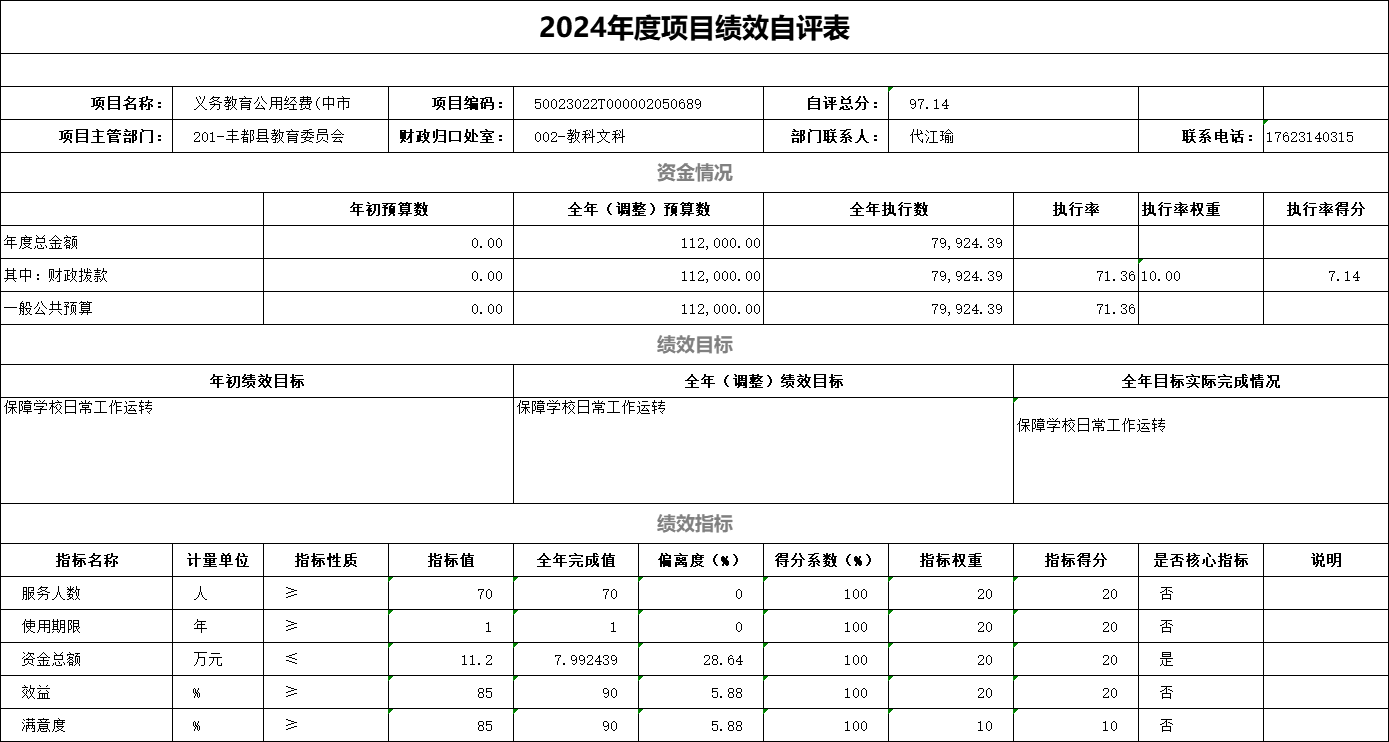 2024年度项目绩效自评表
项目名称： 义务教育公用经费(中市 项目编码： 50023022T000002050689 自评总分： 97.14
项目主管部门： 201-丰都县教育委员会 财政归口处室： 002-教科文科 部门联系人： 代江瑜 联系电话： 17623140315
资金情况
年初预算数 全年（调整）预算数 全年执行数 执行率 执行率权重 执行率得分
年度总金额 0.00 112,000.00 79,924.39
其中：财政拨款 0.00 112,000.00 79,924.39 71.36 10.00 7.14
一般公共预算 0.00 112,000.00 79,924.39 71.36
绩效目标
年初绩效目标 全年（调整）绩效目标 全年目标实际完成情况
保障学校日常工作运转 保障学校日常工作运转 保障学校日常工作运转
绩效指标
指标名称 计量单位 指标性质 指标值 全年完成值 偏离度（%） 得分系数（%） 指标权重 指标得分 是否核心指标 说明
服务人数 人 ≥ 70 70 0 100 20 20 否
使用期限 年 ≥ 1 1 0 100 20 20 否
资金总额 万元 ≤ 11.2 7.992439 28.64 100 20 20 是
效益 % ≥ 85 90 5.88 100 20 20 否
满意度 % ≥ 85 90 5.88 100 10 10 否